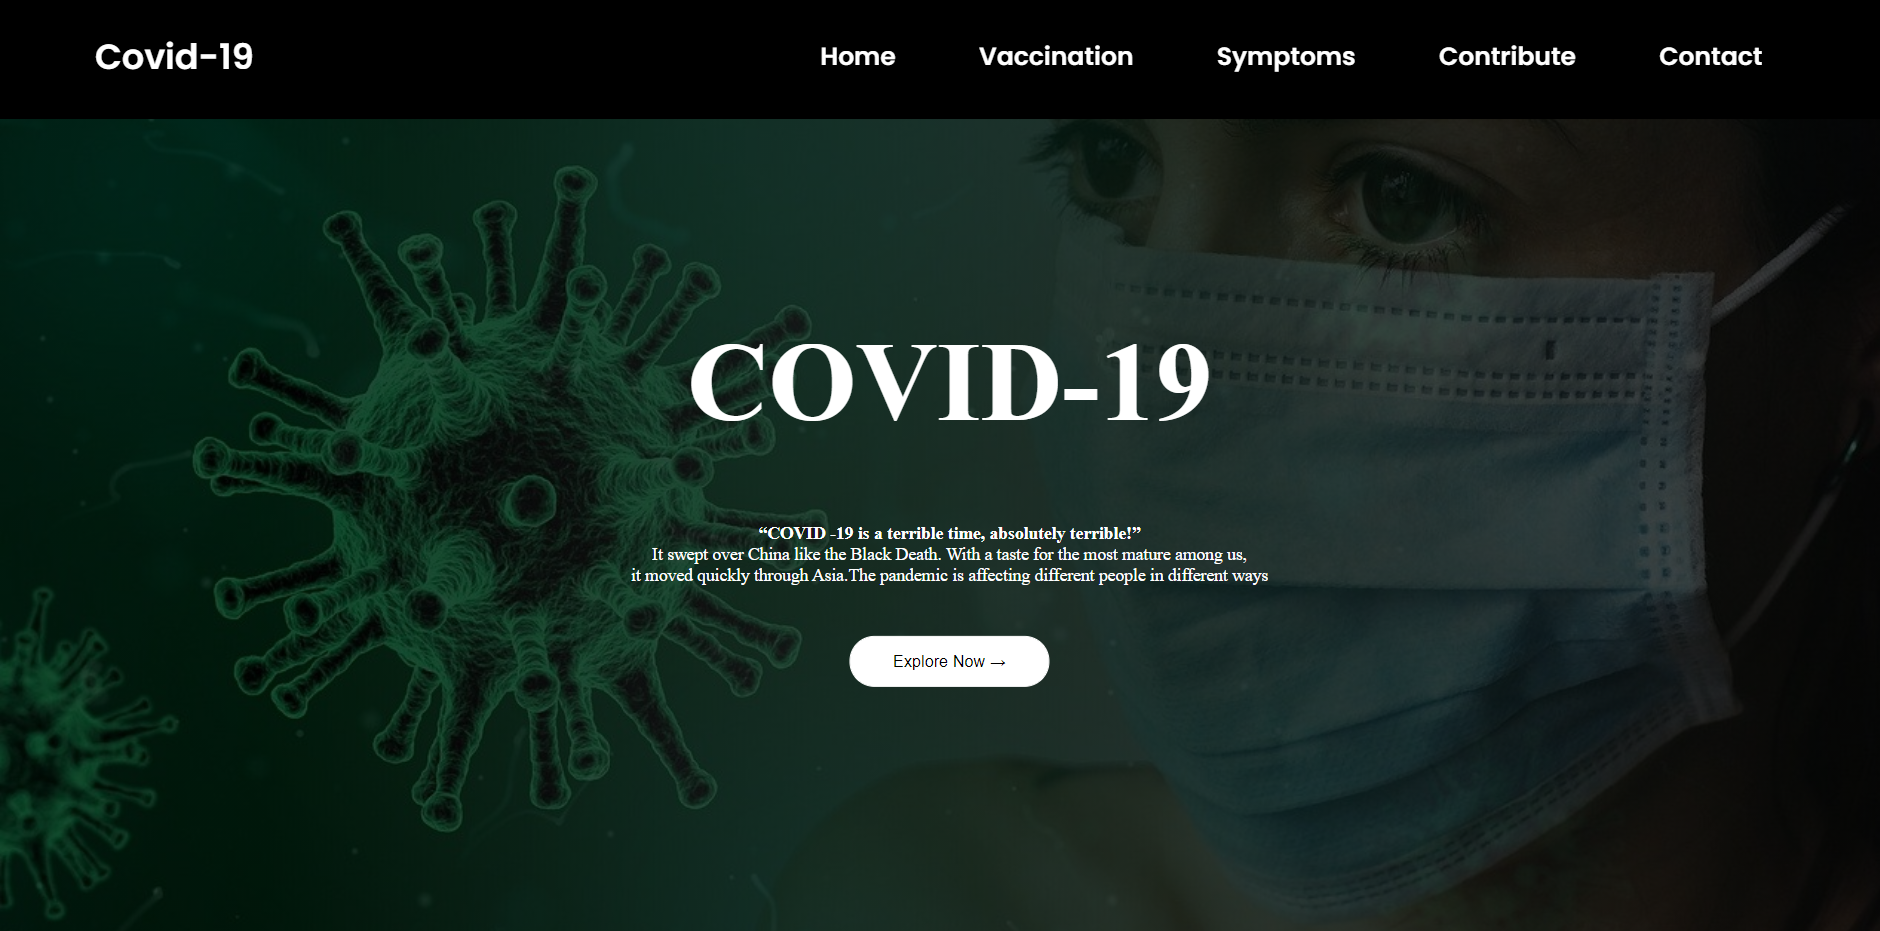 Covid-19
Home
Vaccination
Symptoms
Contribute
Contact
COVID-19
“COVID -19 is a terrible time, absolutely terrible!”
It swept over China like the Black Death. With a taste for the most mature among us,
it moved quickly through Asia.The pandemic is affecting different people in different ways
Explore Now →